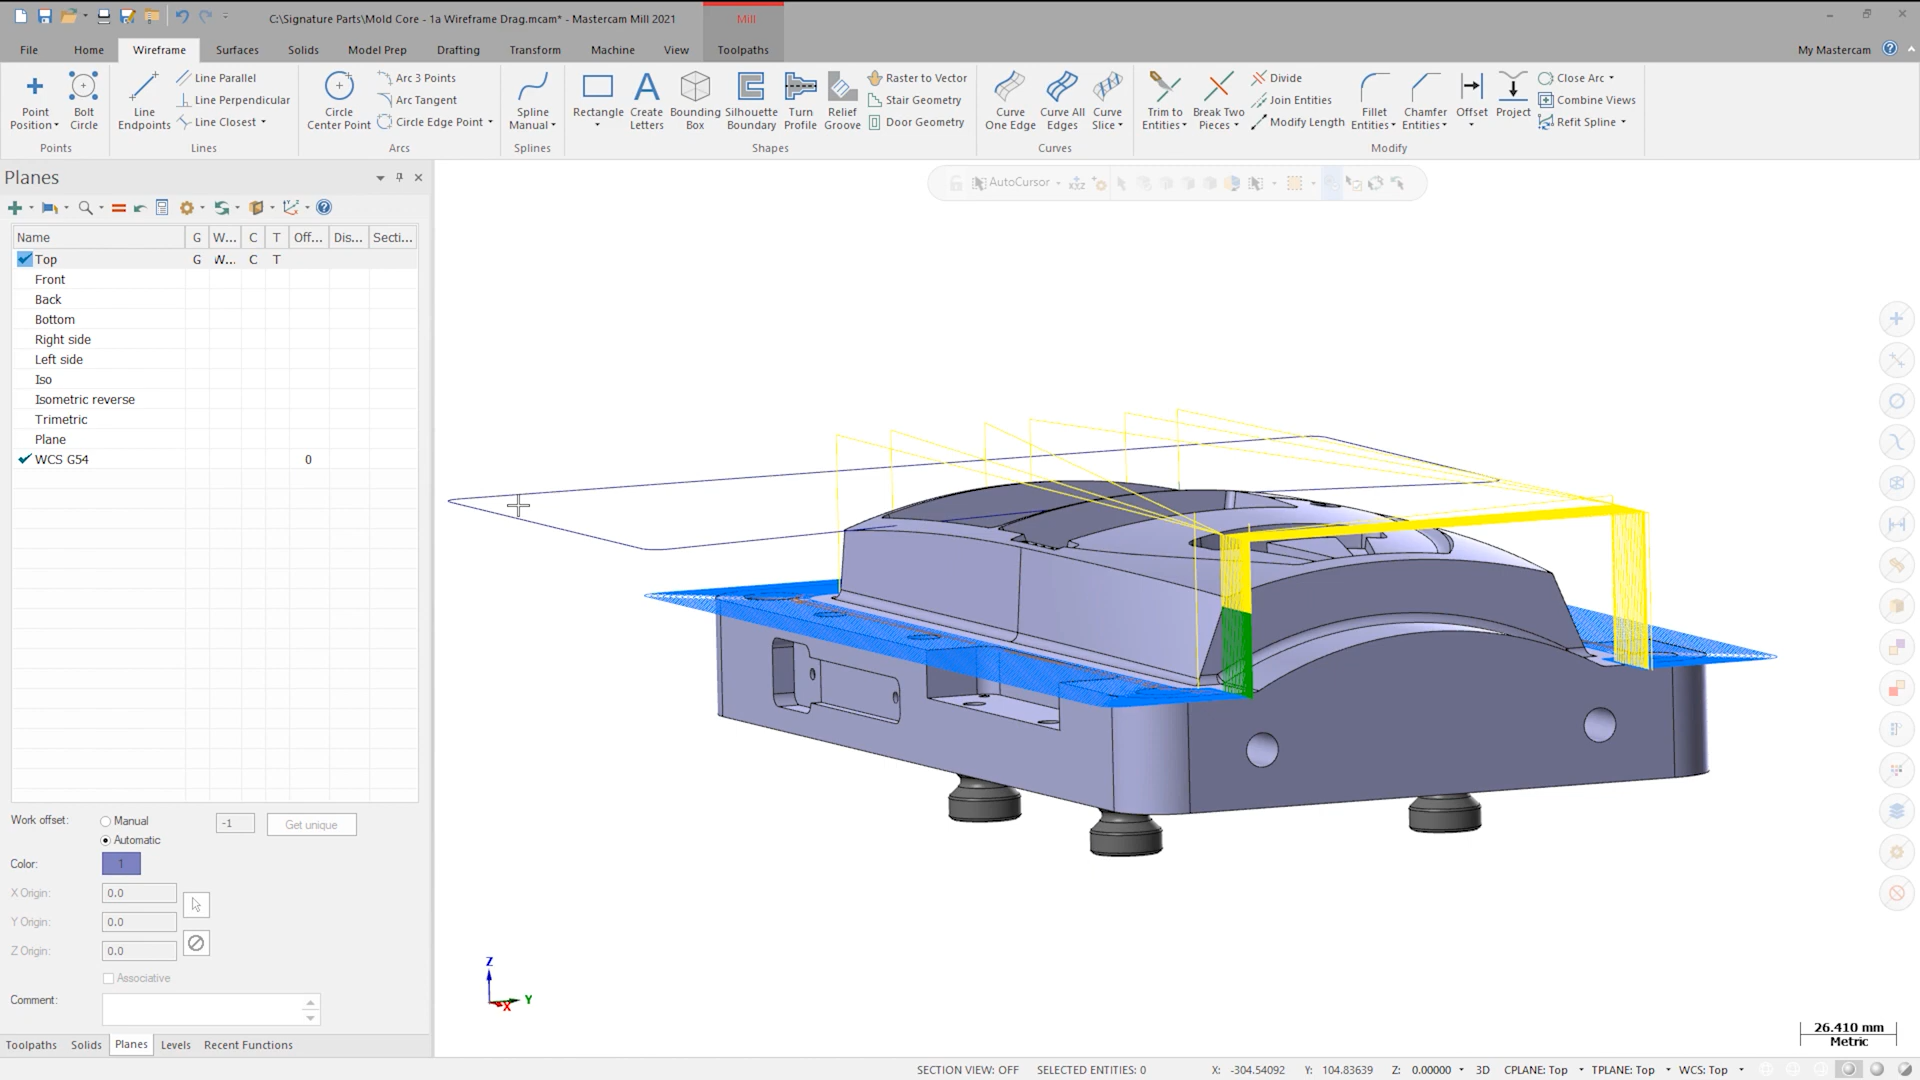 C:\Signature Parts\Mold Core - 1a Wireframe Drag.mcam* - Mastercam Mill 2021
Mill
File Home Wireframe Surfaces Solids Model Prep Drafting Transform Machine View Toolpaths My Mastercam
Point Position
Bolt Circle
Points
Line Endpoints
Line Parallel
Line Perpendicular
Line Closest
Lines
Circle Center Point
Arc 3 Points
Arc Tangent
Circle Edge Point
Arcs
Spline Manual
Splines
Rectangle
Create Letters
Bounding Box
Silhouette Boundary
Turn Profile
Relief Groove
Raster to Vector
Stair Geometry
Door Geometry
Shapes
Curve One Edge
Curve All Edges
Curve Slice
Curves
Trim to Entities
Break Two Pieces
Divide
Join Entities
Modify Length
Fillet Entities
Chamfer Entities
Offset
Project
Close Arc
Combine Views
Refit Spline
Modify
Planes
AutoCursor
Name G W... C T Off... Dis... Secti...
Top G W... C T
Front
Back
Bottom
Right side
Left side
Iso
Isometric reverse
Trimetric
Plane
WCS G54 0
Work offset: Manual -1 Get unique
Automatic
Color: 1
X Origin: 0.0
Y Origin: 0.0
Z Origin: 0.0
Associative
Comment:
Z
Y
X
26.410 mm
Metric
Toolpaths Solids Planes Levels Recent Functions
SECTION VIEW: OFF SELECTED ENTITIES: 0 X: -304.54092 Y: 104.83639 Z: 0.00000 3D CPLANE: Top TPLANE: Top WCS: Top